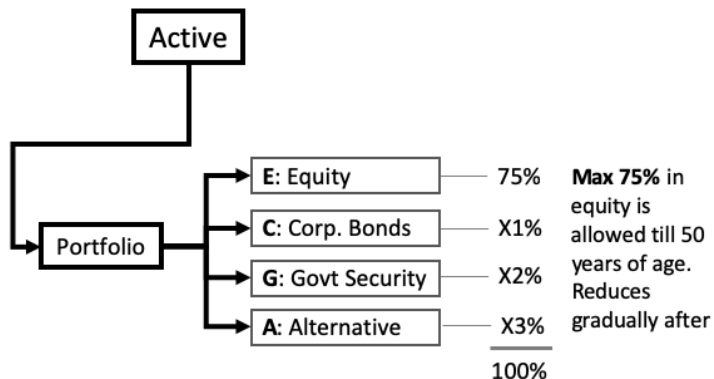 Active
Portfolio
E: Equity
75%
C: Corp. Bonds
X1%
G: Govt Security
X2%
A: Alternative
X3%
100%
Max 75% in
equity is
allowed till 50
years of age.
Reduces
gradually after